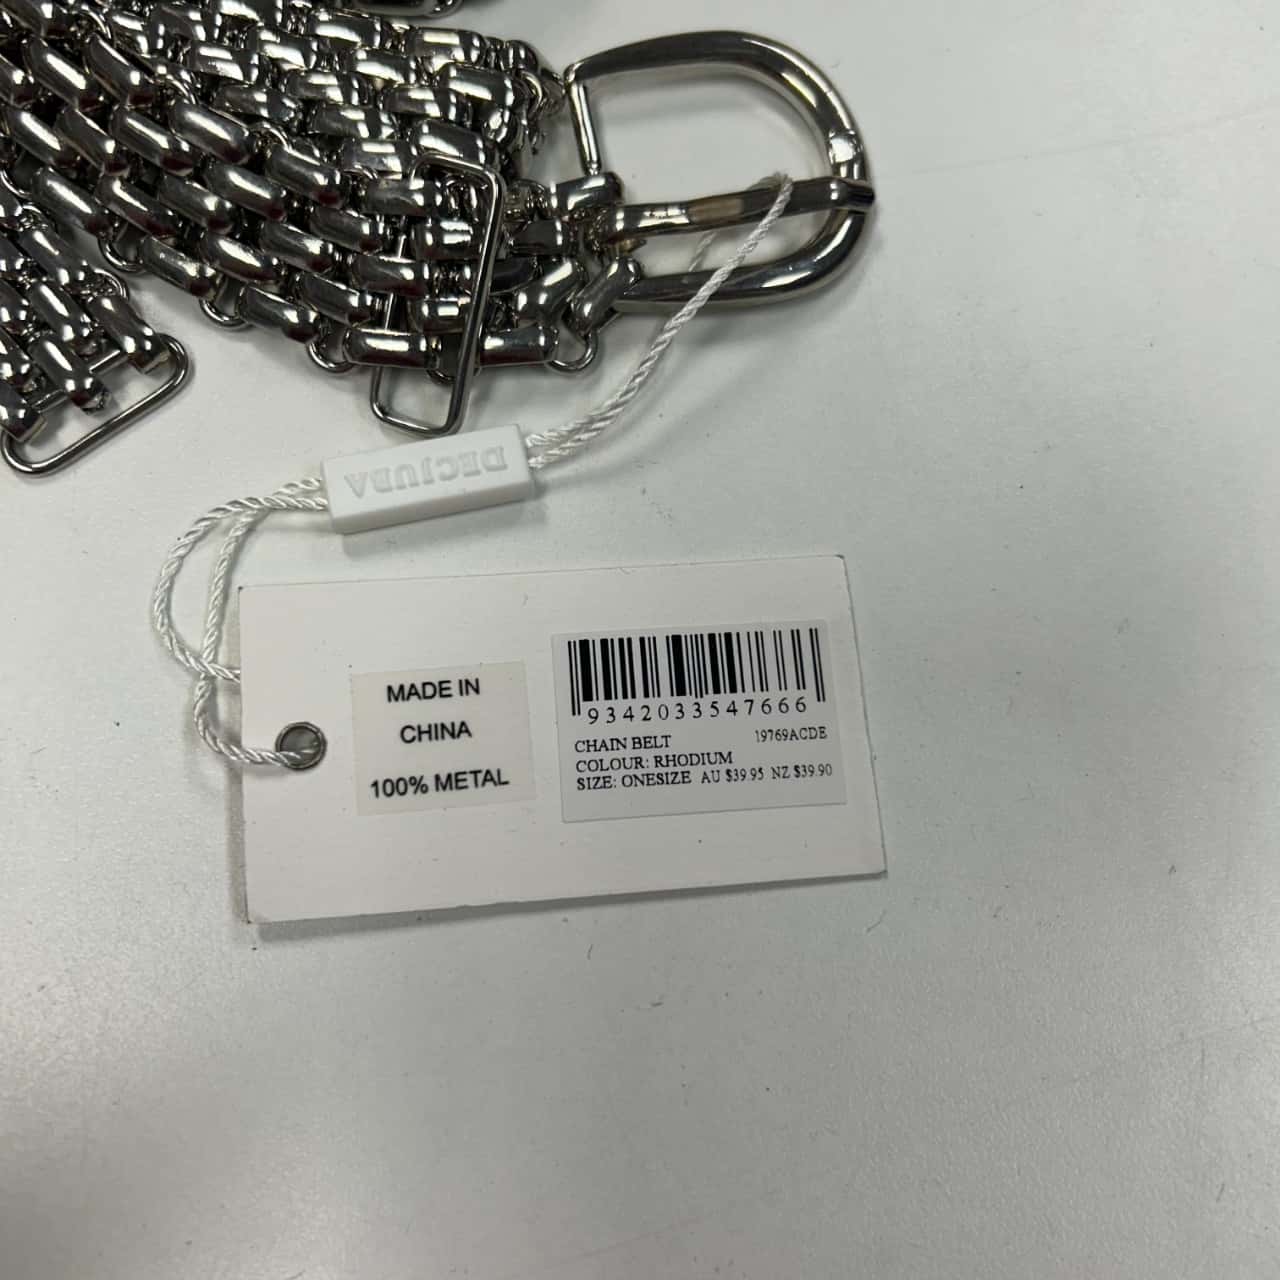 DECJUBA
MADE IN
CHINA
100% METAL
9342033547666
CHAIN BELT 19769ACDE
COLOUR: RHODIUM
SIZE: ONESIZE AU $39.95 NZ $39.90